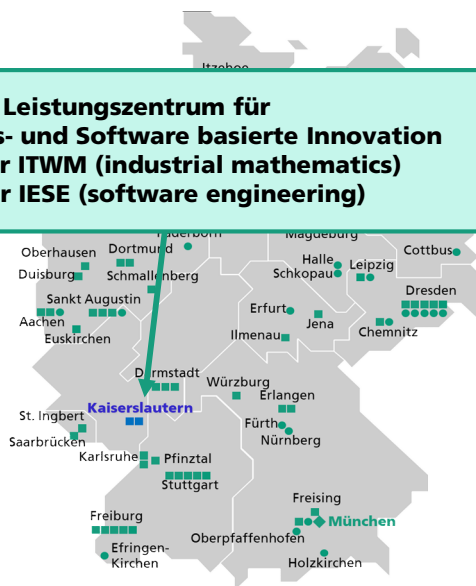 Itzehoe
Leistungszentrum für
s- und Software basierte Innovation
r ITWM (industrial mathematics)
r IESE (software engineering)
Paderborn
Magdeburg
Oberhausen
Dortmund
Cottbus
Duisburg
Schmallenberg
Halle
Schkopau
Leipzig
Sankt Augustin
Dresden
Aachen
Erfurt
Jena
Chemnitz
Euskirchen
Ilmenau
Darmstadt
Würzburg
Kaiserslautern
Erlangen
St. Ingbert
Fürth
Saarbrücken
Nürnberg
Karlsruhe
Pfinztal
Stuttgart
Freising
Freiburg
München
Oberpfaffenhofen
Efringen-
Kirchen
Holzkirchen